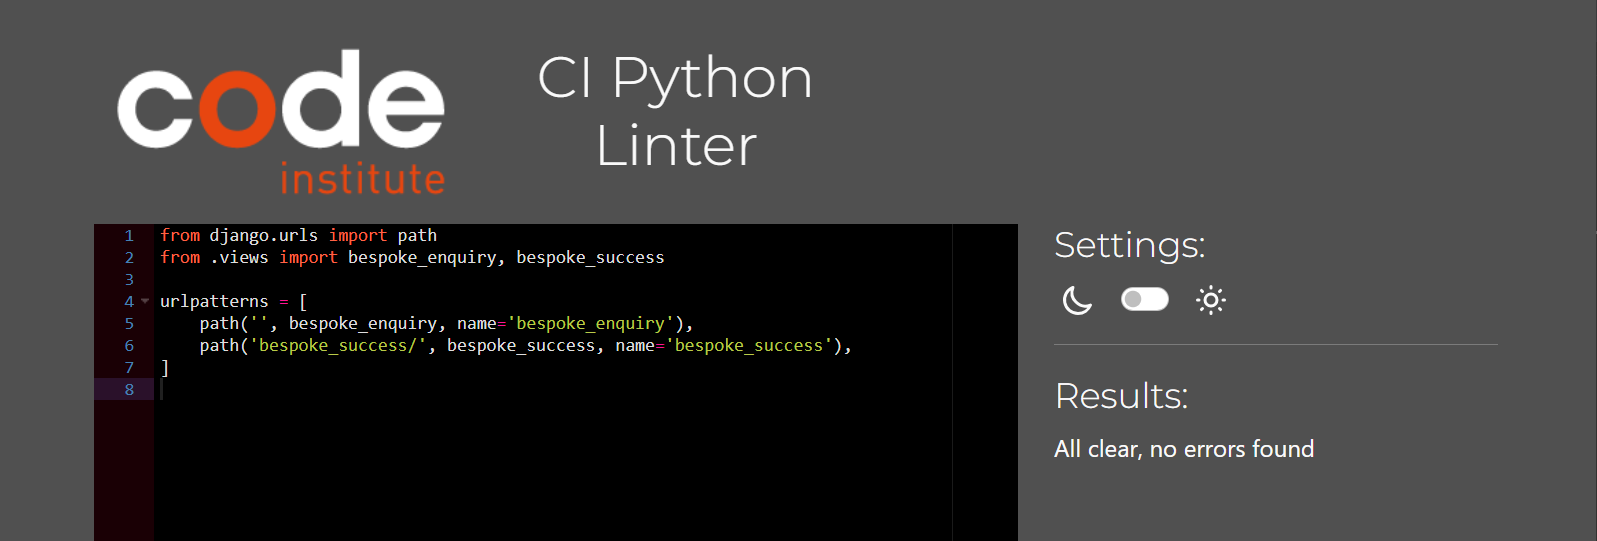 code
institute
CI Python
Linter
1 from django.urls import path
2 from .views import bespoke_enquiry, bespoke_success
3
4 urlpatterns = [
5     path('', bespoke_enquiry, name='bespoke_enquiry'),
6     path('bespoke_success/', bespoke_success, name='bespoke_success'),
7 ]
8
Settings:
Results:
All clear, no errors found